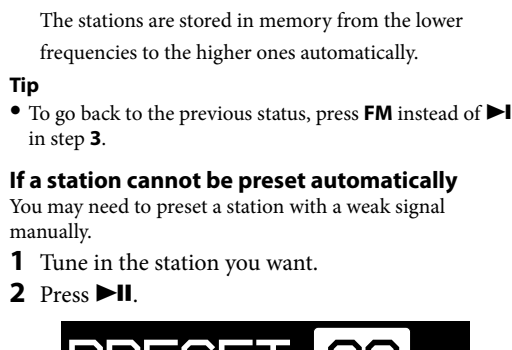 The stations are stored in memory from the lower
frequencies to the higher ones automatically.
Tip
• To go back to the previous status, press FM instead of ►II
in step 3.
If a station cannot be preset automatically
You may need to preset a station with a weak signal
manually.
1 Tune in the station you want.
2 Press ►II.
PRESET